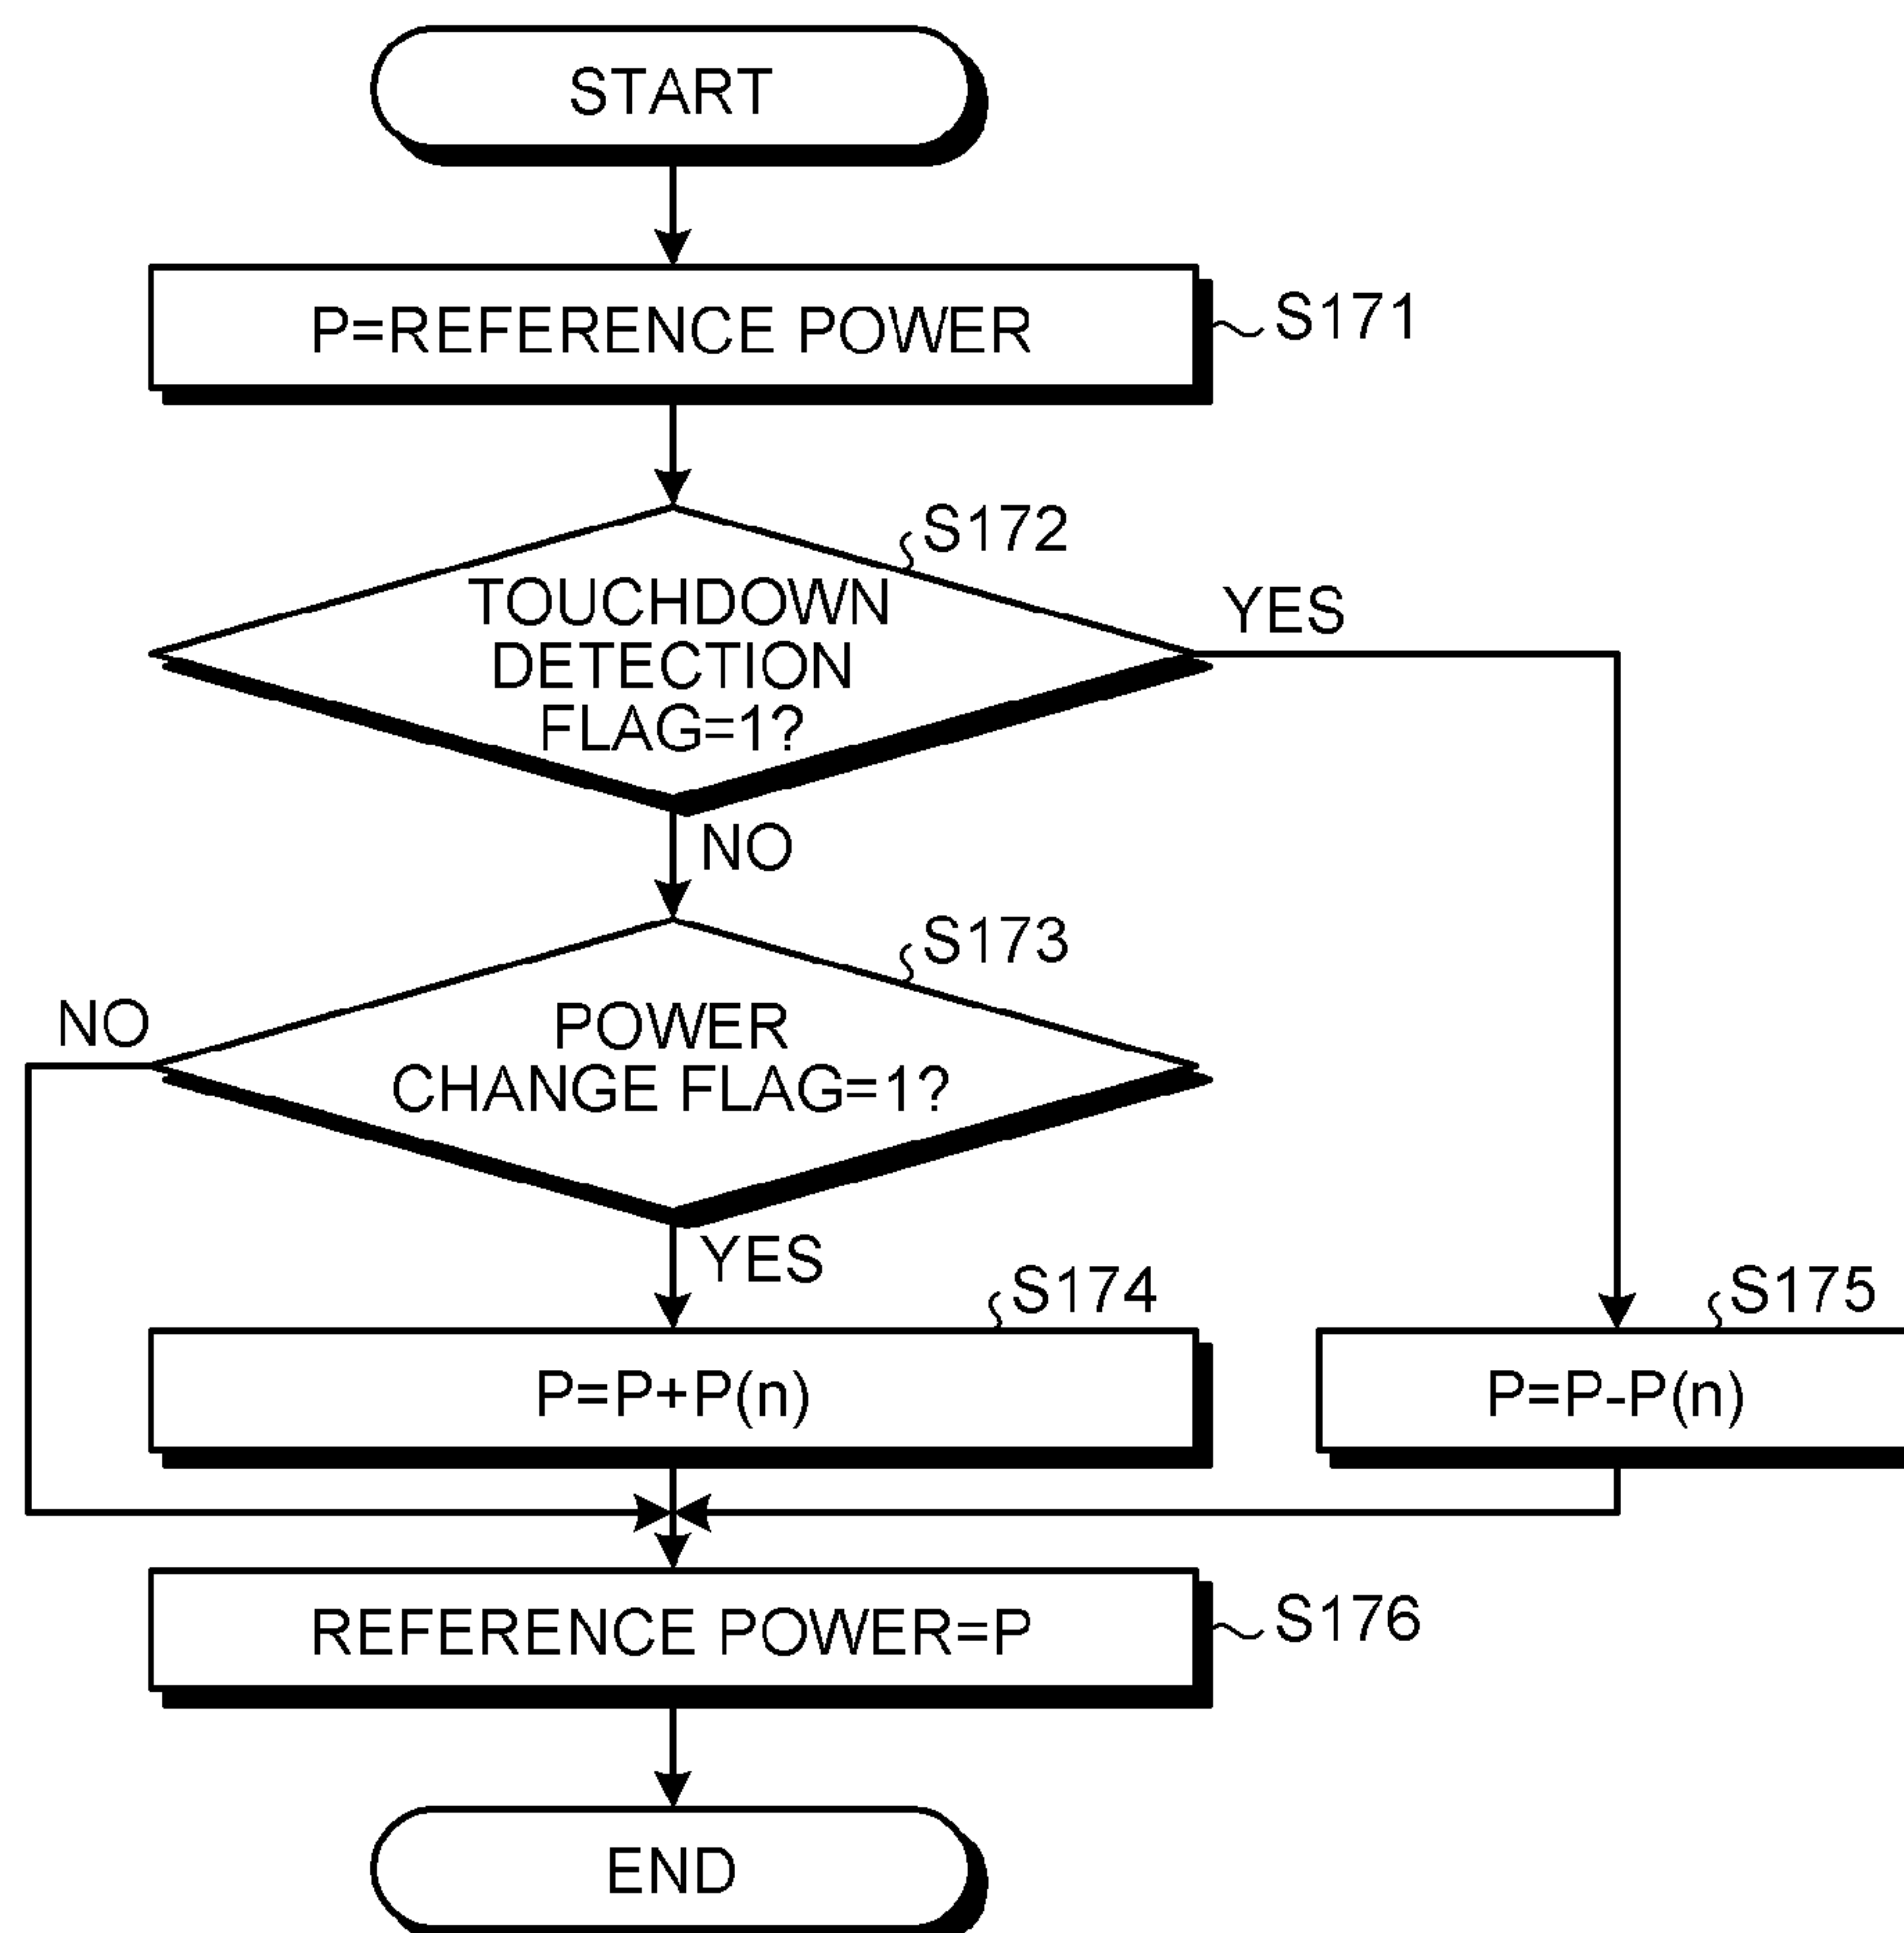 START
P=REFERENCE POWER
S171
S172
TOUCHDOWN
DETECTION
FLAG=1?
YES
NO
S173
POWER
CHANGE FLAG=1?
NO
YES
S174
P=P+P(n)
S175
P=P-P(n)
REFERENCE POWER=P
S176
END